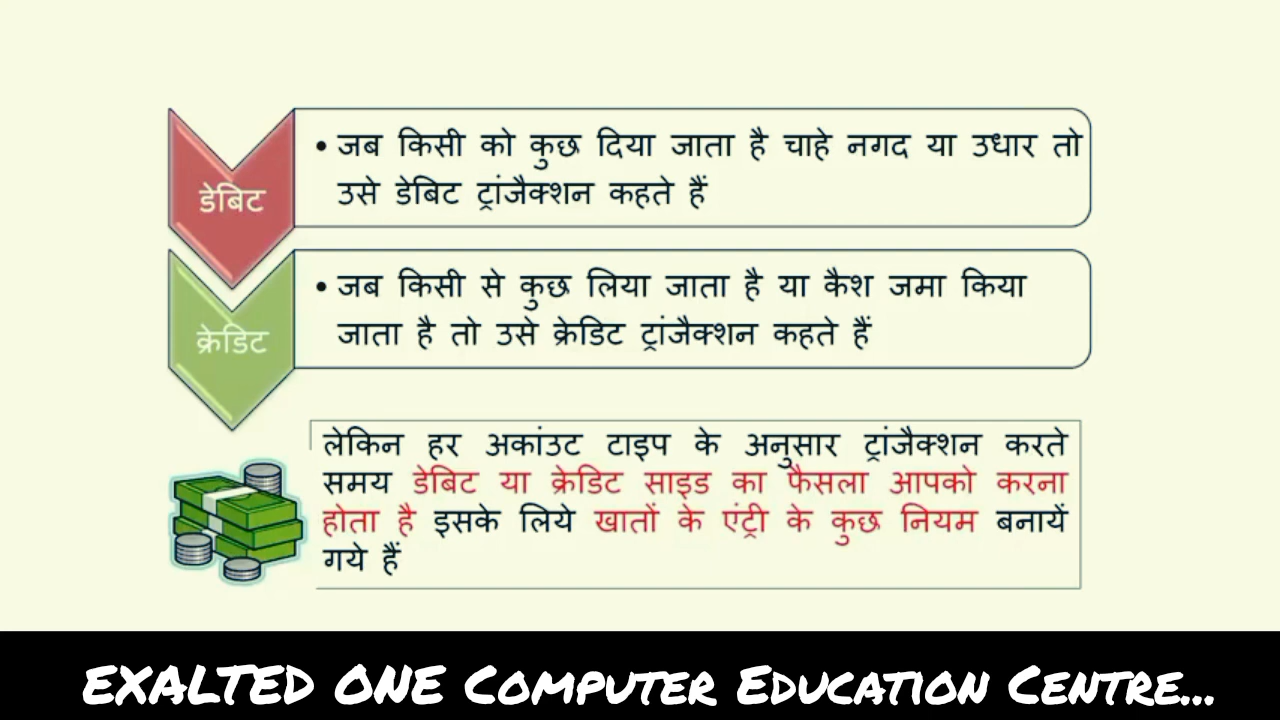 डेबिट
• जब किसी को कुछ दिया जाता है चाहे नगद या उधार तो
उसे डेबिट ट्रांजैक्शन कहते हैं
क्रेडिट
• जब किसी से कुछ लिया जाता है या कैश जमा किया
जाता है तो उसे क्रेडिट ट्रांजैक्शन कहते हैं
लेकिन हर अकांउट टाइप के अनुसार ट्रांजैक्शन करते
समय डेबिट या क्रेडिट साइड का फैसला आपको करना
होता है इसके लिये खातों के एंट्री के कुछ नियम बनायें
गये हैं
EXALTED ONE COMPUTER EDUCATION CENTRE...